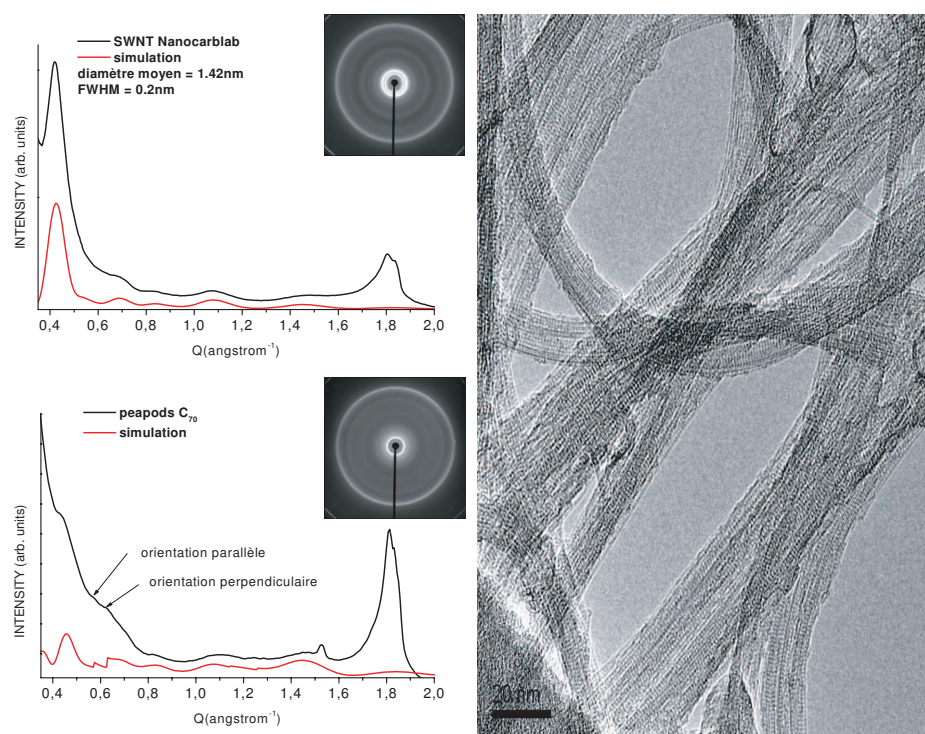 SWNT Nanocarblab
simulation
diamètre moyen = 1.42nm
FWHM = 0.2nm
INTENSITY (arb. units)
0,4 0,6 0,8 1,0 1,2 1,4 1,6 1,8 2,0
Q(angstrom⁻¹)
peapods C₇₀
simulation
orientation parallèle
orientation perpendiculaire
INTENSITY (arb. units)
0,4 0,6 0,8 1,0 1,2 1,4 1,6 1,8 2,0
Q(angstrom⁻¹)
20 nm